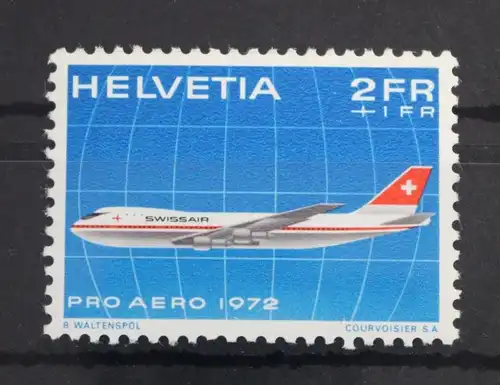 HELVETIA 2FR
+1FR
SWISSAIR
PRO AERO 1972
B. WALTENSPÜL COURVOISIER S.A.